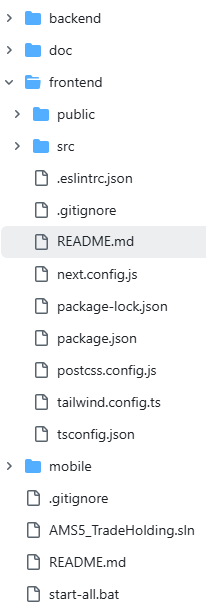 backend
doc
frontend
public
src
.eslintrc.json
.gitignore
README.md
next.config.js
package-lock.json
package.json
postcss.config.js
tailwind.config.ts
tsconfig.json
mobile
.gitignore
AMS5_TradeHolding.sln
README.md
start-all.bat